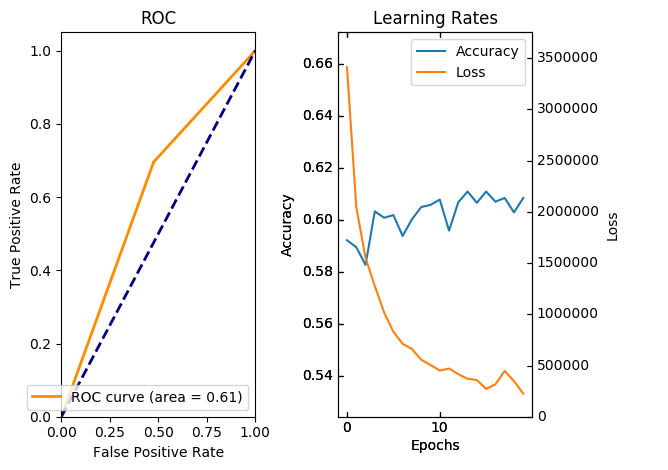 ROC
True Positive Rate
1.0
0.8
0.6
0.4
0.2
0.0
ROC curve (area = 0.61)
0.00 0.25 0.50 0.75 1.00
False Positive Rate
Learning Rates
Accuracy
0.66
0.64
0.62
0.60
0.58
0.56
0.54
Accuracy
Loss
3500000
3000000
2500000
2000000
1500000
1000000
500000
0
Loss
0 10
Epochs